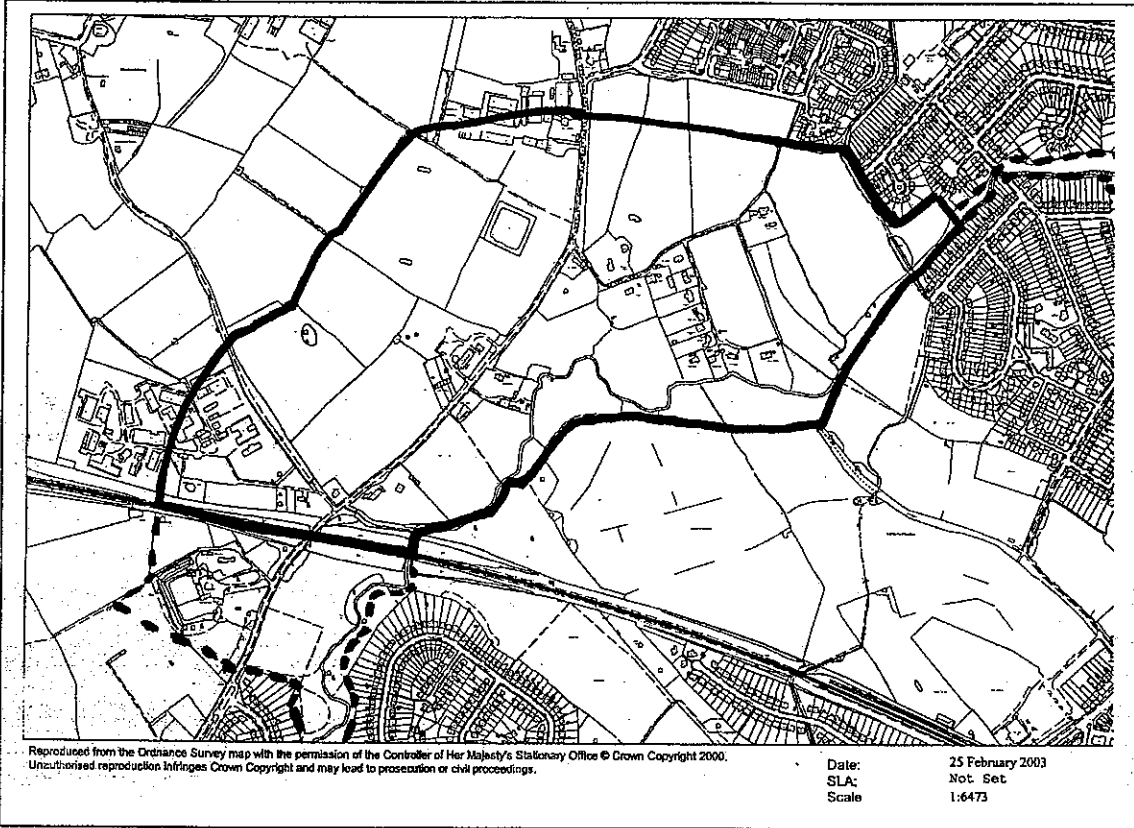 Reproduced from the Ordnance Survey map with the permission of the Controller of Her Majesty's Stationary Office © Crown Copyright 2000.
Unauthorised reproduction infringes Crown Copyright and may lead to prosecution or civil proceedings.
Date: 25 February 2003
SLA: Not Set
Scale 1:6473